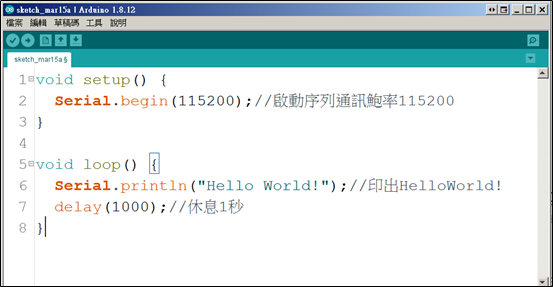 sketch_mar15a | Arduino 1.8.12
檔案 編輯 草稿碼 工具 說明
sketch_mar15a §
1 void setup() {
2 Serial.begin(115200);//啟動序列通訊鮑率115200
3 }
4
5 void loop() {
6 Serial.println("Hello World!");//印出HelloWorld!
7 delay(1000);//休息1秒
8 }